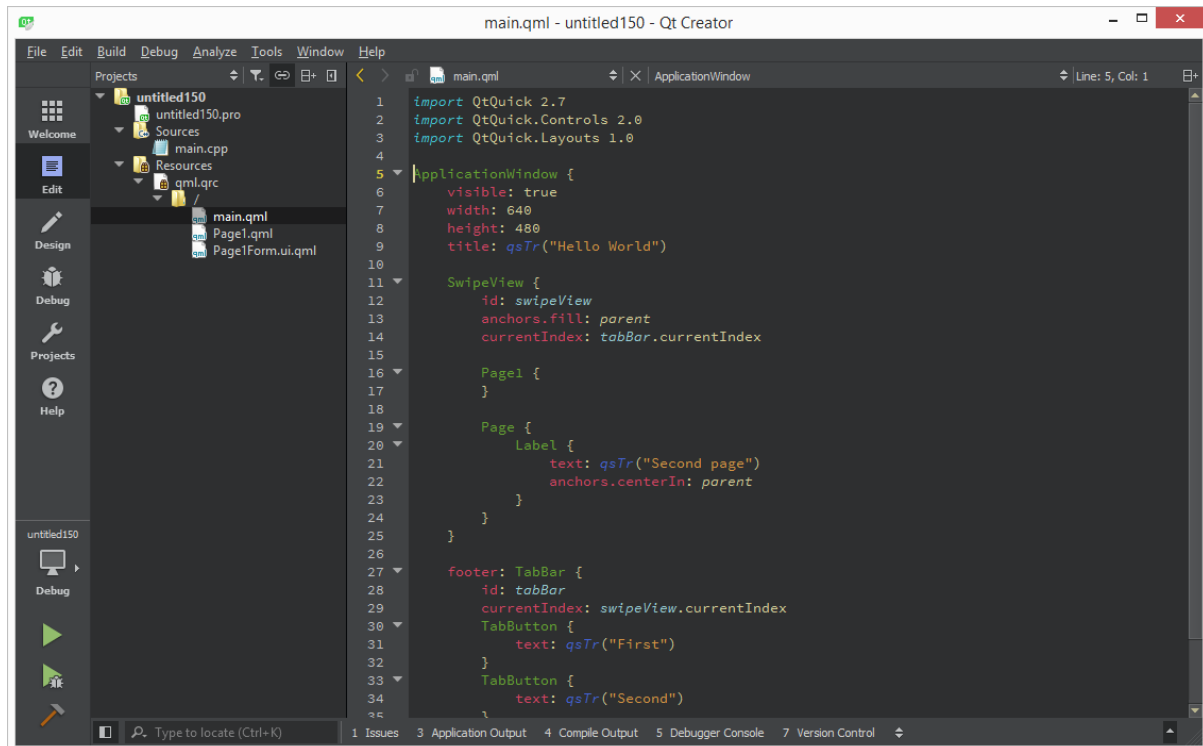 main.qml - untitled150 - Qt Creator
File Edit Build Debug Analyze Tools Window Help
Projects
main.qml
ApplicationWindow
Line: 5, Col: 1
Welcome
Edit
Design
Debug
Projects
Help
untitled150
Debug
untitled150
untitled150.pro
Sources
main.cpp
Resources
qml.qrc
/
main.qml
Page1.qml
Page1Form.ui.qml
1 import QtQuick 2.7
2 import QtQuick.Controls 2.0
3 import QtQuick.Layouts 1.0
4
5 ApplicationWindow {
6     visible: true
7     width: 640
8     height: 480
9     title: qsTr("Hello World")
10
11     SwipeView {
12         id: swipeView
13         anchors.fill: parent
14         currentIndex: tabBar.currentIndex
15
16         Page1 {
17         }
18
19         Page {
20             Label {
21                 text: qsTr("Second page")
22                 anchors.centerIn: parent
23             }
24         }
25     }
26
27     footer: TabBar {
28         id: tabBar
29         currentIndex: swipeView.currentIndex
30         TabButton {
31             text: qsTr("First")
32         }
33         TabButton {
34             text: qsTr("Second")
35         }
Type to locate (Ctrl+K)
1 Issues 3 Application Output 4 Compile Output 5 Debugger Console 7 Version Control